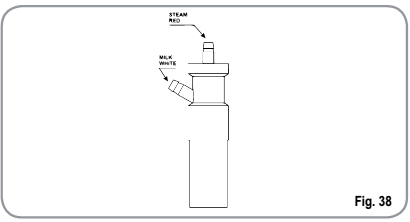 STEAM
RED
MILK
WHITE
Fig. 38